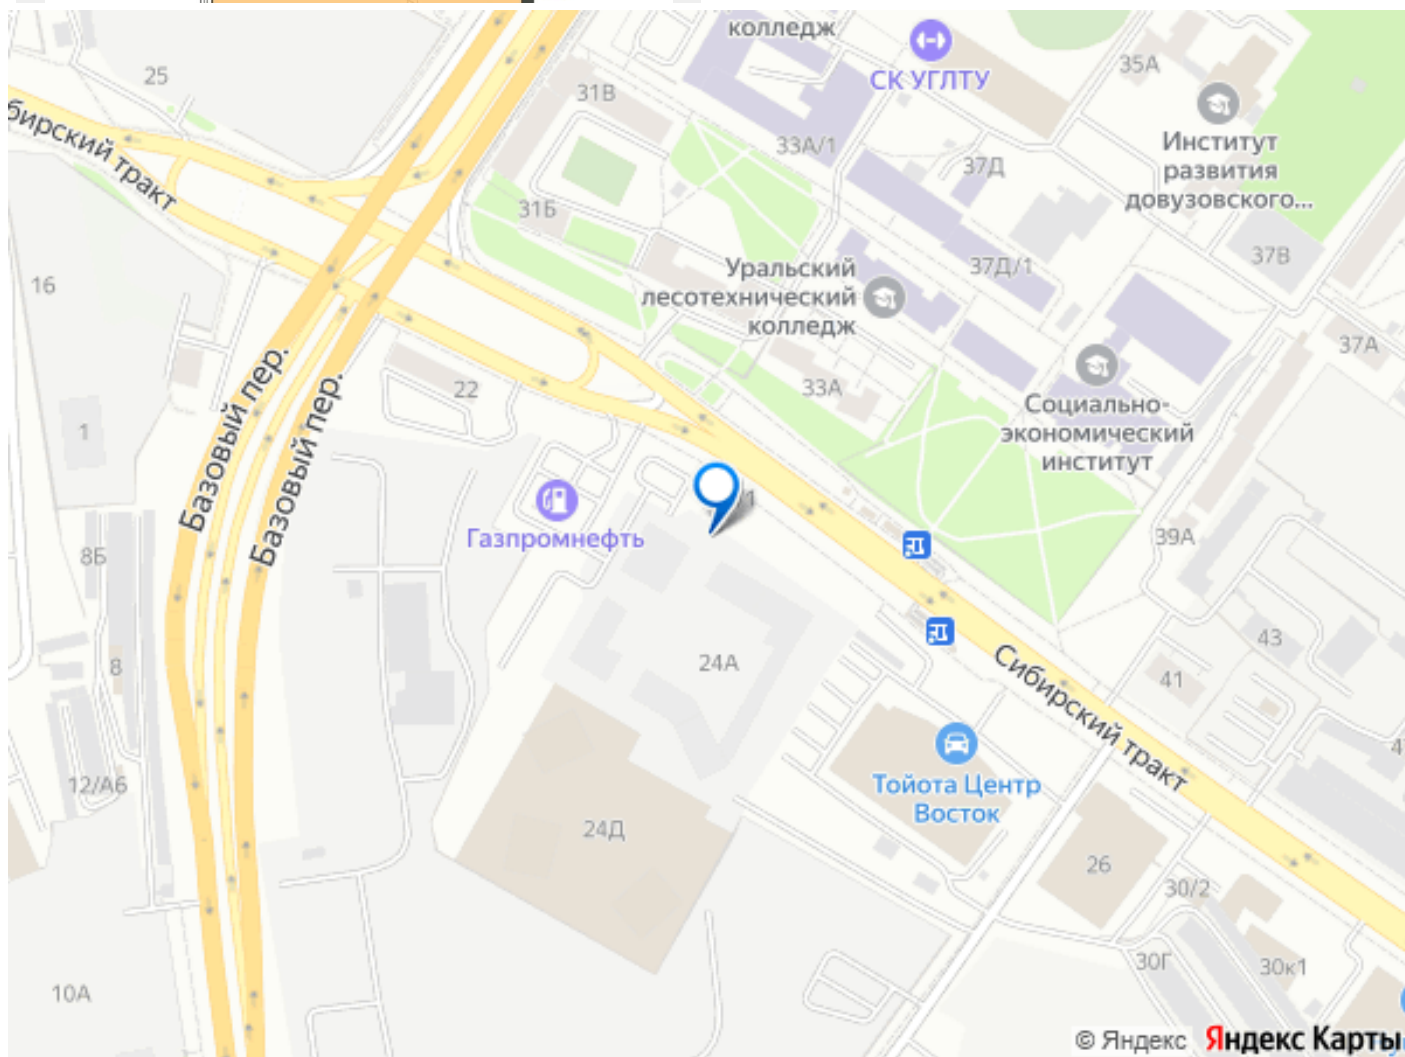 колледж
СК УГЛТУ
25
31В
35А
Институт
развития
довузовского...
бирский тракт
33А/1
37Д
31Б
37В
37Д/1
Уральский
лесотехнический
колледж
16
37А
22
33А
Базовый пер.
Базовый пер.
Социально-
экономический
институт
1
Газпромнефть
8Б
39А
43
8
24А
41
Сибирский тракт
12/А6
Тойота Центр
Восток
24Д
26
30/2
30Г
30к1
10А
© Яндекс
Яндекс Карты